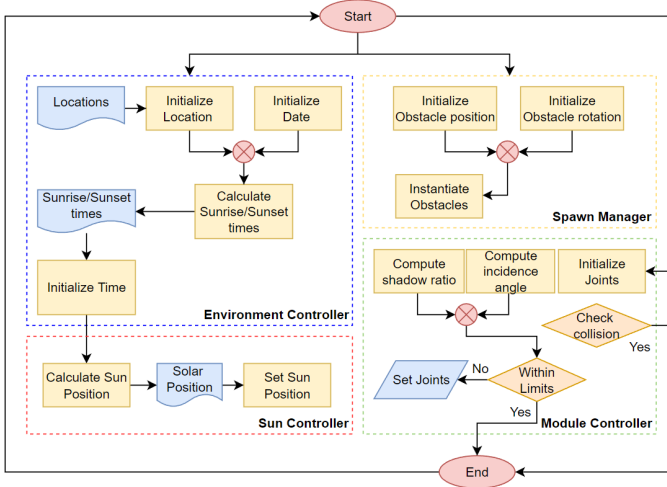 Start
Locations
Initialize
Location
Initialize
Date
Initialize
Obstacle position
Initialize
Obstacle rotation
Sunrise/Sunset
times
Calculate
Sunrise/Sunset
times
Instantiate
Obstacles
Spawn Manager
Initialize Time
Environment Controller
Compute
shadow ratio
Compute
incidence
angle
Initialize
Joints
Check
collision
Yes
Calculate Sun
Position
Solar
Position
Set Sun
Position
Sun Controller
Set Joints
No
Within
Limits
Yes
Module Controller
End